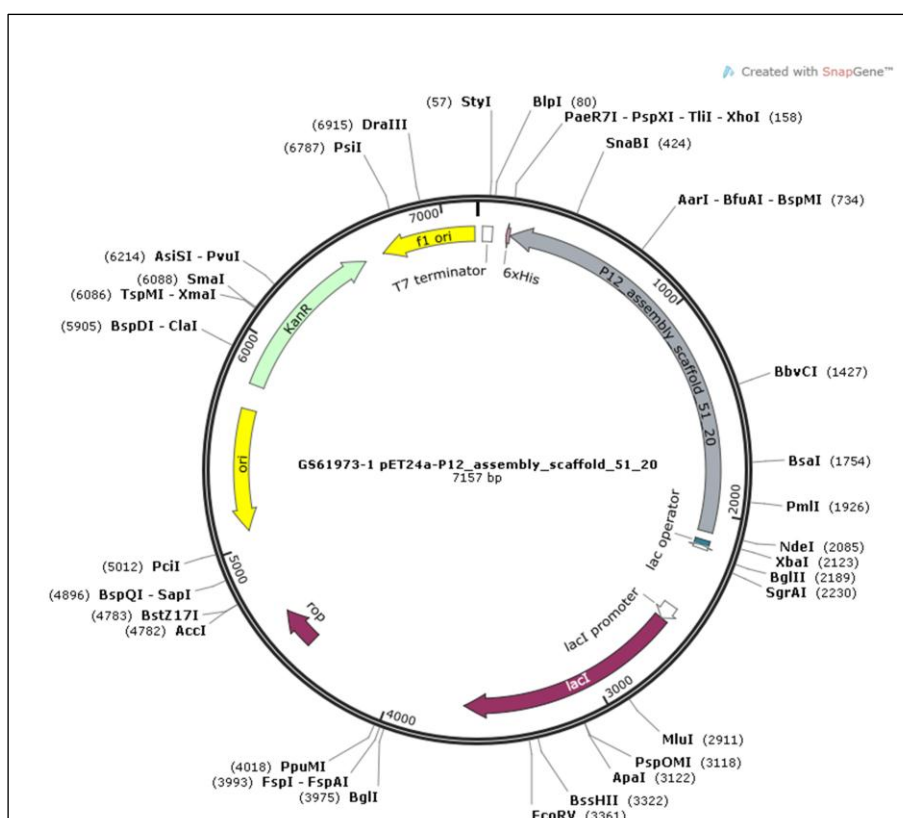 Created with SnapGene™
(57) StyI
BlpI (80)
PaeR7I - PspXI - TliI - XhoI (158)
SnaBI (424)
AarI - BfuAI - BspMI (734)
BbvCI (1427)
BsaI (1754)
PmlI (1926)
NdeI (2085)
XbaI (2123)
BglII (2189)
SgrAI (2230)
MluI (2911)
PspOMI (3118)
ApaI (3122)
BssHII (3322)
EcoRV (3361)
(6915) DraIII
(6787) PsiI
(6214) AsiSI - PvuI
(6088) SmaI
(6086) TspMI - XmaI
(5905) BspDI - ClaI
(5012) PciI
(4896) BspQI - SapI
(4783) BstZ17I
(4782) AccI
(4018) PpuMI
(3993) FspI - FspAI
(3975) BglI
7000
1000
2000
3000
4000
5000
6000
f1 ori
T7 terminator
6xHis
P12_assembly_scaffold_51_20
KanR
ori
GS61973-1 pET24a-P12_assembly_scaffold_51_20
7157 bp
lac operator
lacI promoter
lacI
rop